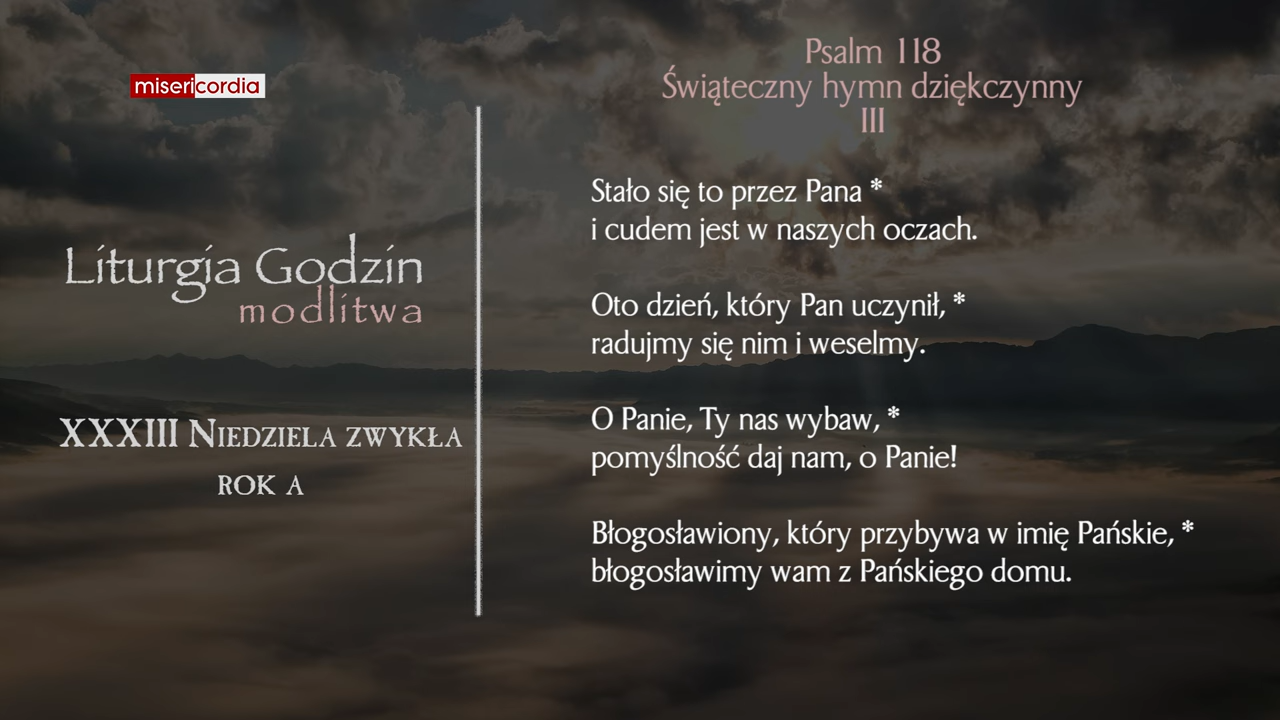 misericordia
Liturgia Godzin
modlitwa
XXXIII Niedziela zwykła
rok a
Psalm 118
Świąteczny hymn dziękczynny
III
Stało się to przez Pana *
i cudem jest w naszych oczach.
Oto dzień, który Pan uczynił, *
radujmy się nim i weselmy.
O Panie, Ty nas wybaw, *
pomyślność daj nam, o Panie!
Błogosławiony, który przybywa w imię Pańskie, *
błogosławimy wam z Pańskiego domu.